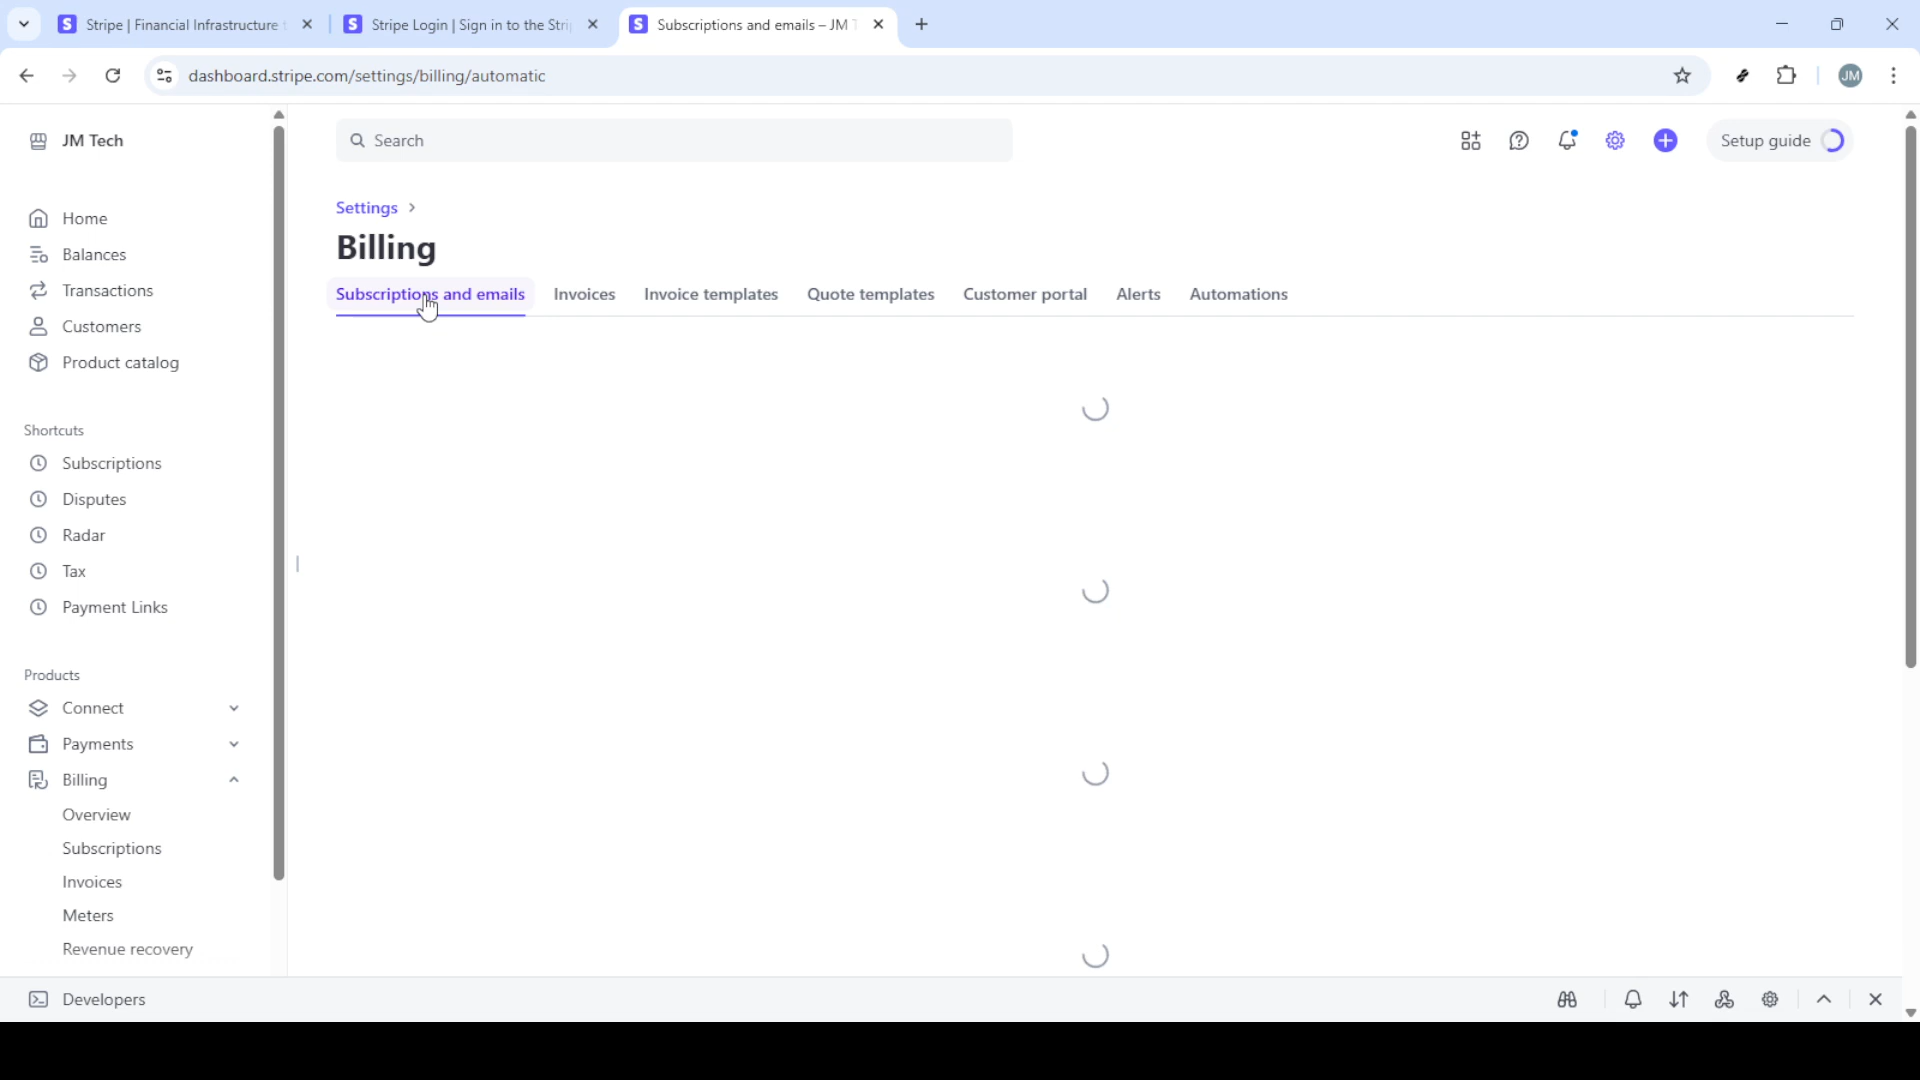 Stripe | Financial Infrastructure t
Stripe Login | Sign in to the Stri
Subscriptions and emails – JM T
dashboard.stripe.com/settings/billing/automatic
JM
JM Tech
Search
Setup guide
Home
Balances
Transactions
Customers
Product catalog
Shortcuts
Subscriptions
Disputes
Radar
Tax
Payment Links
Products
Connect
Payments
Billing
Overview
Subscriptions
Invoices
Meters
Revenue recovery
Settings
Billing
Subscriptions and emails Invoices Invoice templates Quote templates Customer portal Alerts Automations
Developers